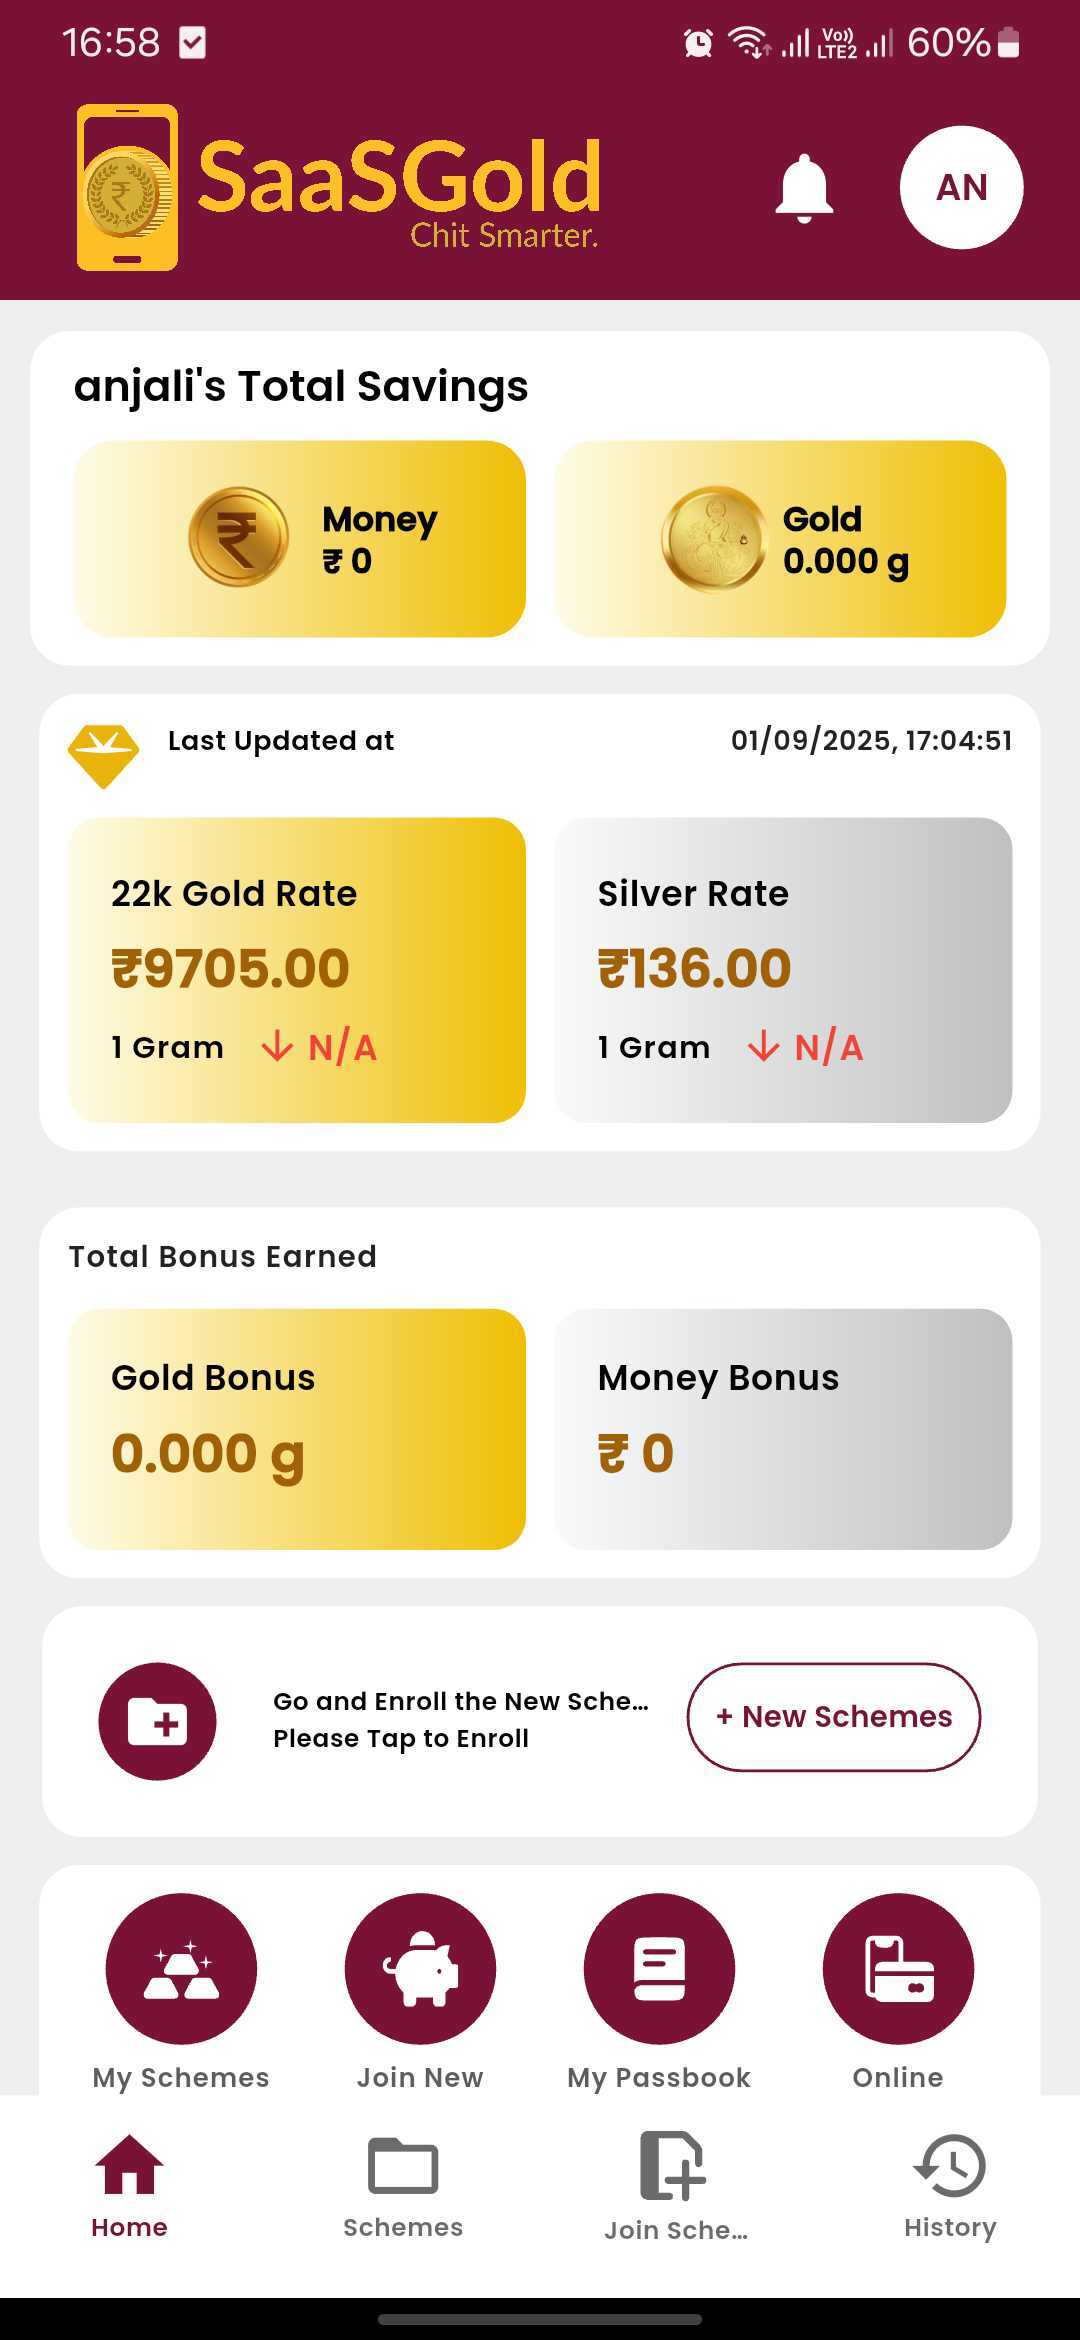 16:58
Vo))
LTE2
60%
SaaSGold
Chit Smarter.
AN
anjali's Total Savings
Money
₹ 0
Gold
0.000 g
Last Updated at
01/09/2025, 17:04:51
22k Gold Rate
₹9705.00
1 Gram
N/A
Silver Rate
₹136.00
1 Gram
N/A
Total Bonus Earned
Gold Bonus
0.000 g
Money Bonus
₹ 0
Go and Enroll the New Sche...
Please Tap to Enroll
+ New Schemes
My Schemes
Join New
My Passbook
Online
Home
Schemes
Join Sche...
History